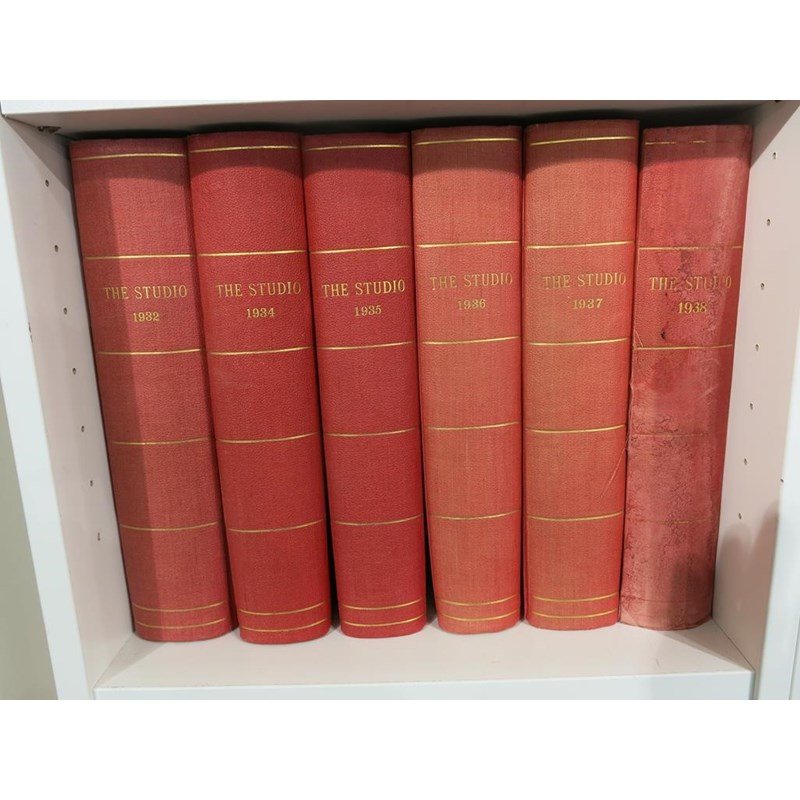 THE STUDIO
1932
THE STUDIO
1934
THE STUDIO
1935
THE STUDIO
1936
THE STUDIO
1937
THE STUDIO
1938